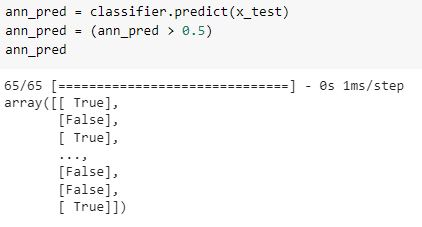 ann_pred = classifier.predict(x_test)
ann_pred = (ann_pred > 0.5)
ann_pred
65/65 [==============================] - 0s 1ms/step
array([[ True],
       [False],
       [ True],
       ...,
       [False],
       [False],
       [ True]])